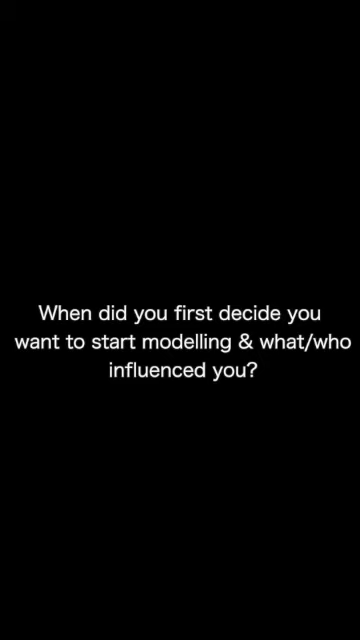 When did you first decide you
want to start modelling & what/who
influenced you?